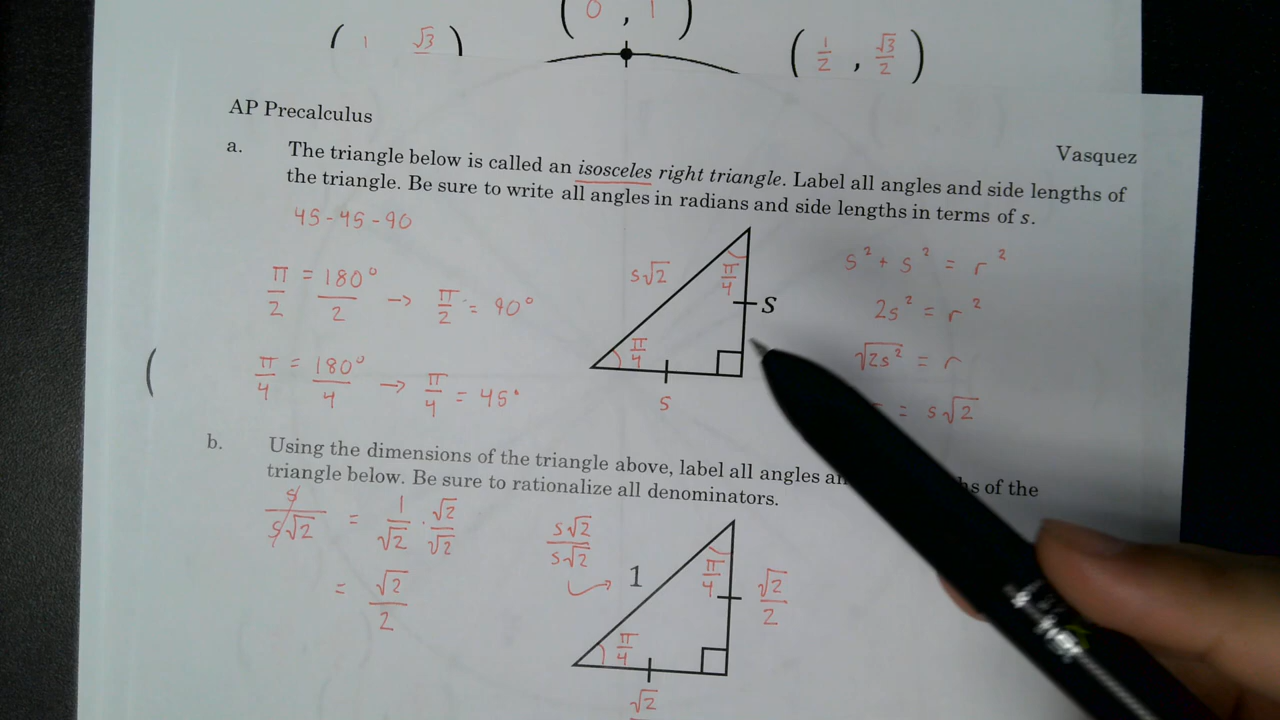 ( 0 , 1 )
( 1 √3 )
( 1/2 , √3/2 )
AP Precalculus
Vasquez
a. The triangle below is called an isosceles right triangle. Label all angles and side lengths of
the triangle. Be sure to write all angles in radians and side lengths in terms of s.
45-45-90
π/2 = 180°/2 → π/2 = 90°
π/4 = 180°/4 → π/4 = 45°
s√2
π/4
s
π/4
s
s² + s² = r²
2s² = r²
√2s² = r
= s√2
(
b. Using the dimensions of the triangle above, label all angles an
hs of the
triangle below. Be sure to rationalize all denominators.
s/s√2 = 1/√2 · √2/√2
= √2/2
s√2/s√2
1
π/4
√2/2
π/4
√2